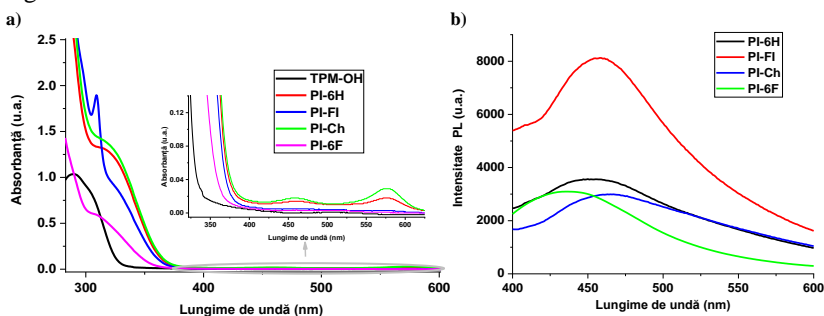 a)
2.5
2.0
1.5
1.0
0.5
0.0
Absorbanță (u.a.)
300
400
500
600
Lungime de undă (nm)
TPM-OH
PI-6H
PI-Fl
PI-Ch
PI-6F
0.12
0.08
0.04
0.00
Absorbanță (u.a.)
350
400
450
500
550
600
Lungime de undă (nm)
b)
8000
6000
4000
2000
0
Intensitate PL (u.a.)
400
450
500
550
600
Lungime de undă (nm)
PI-6H
PI-Fl
PI-Ch
PI-6F